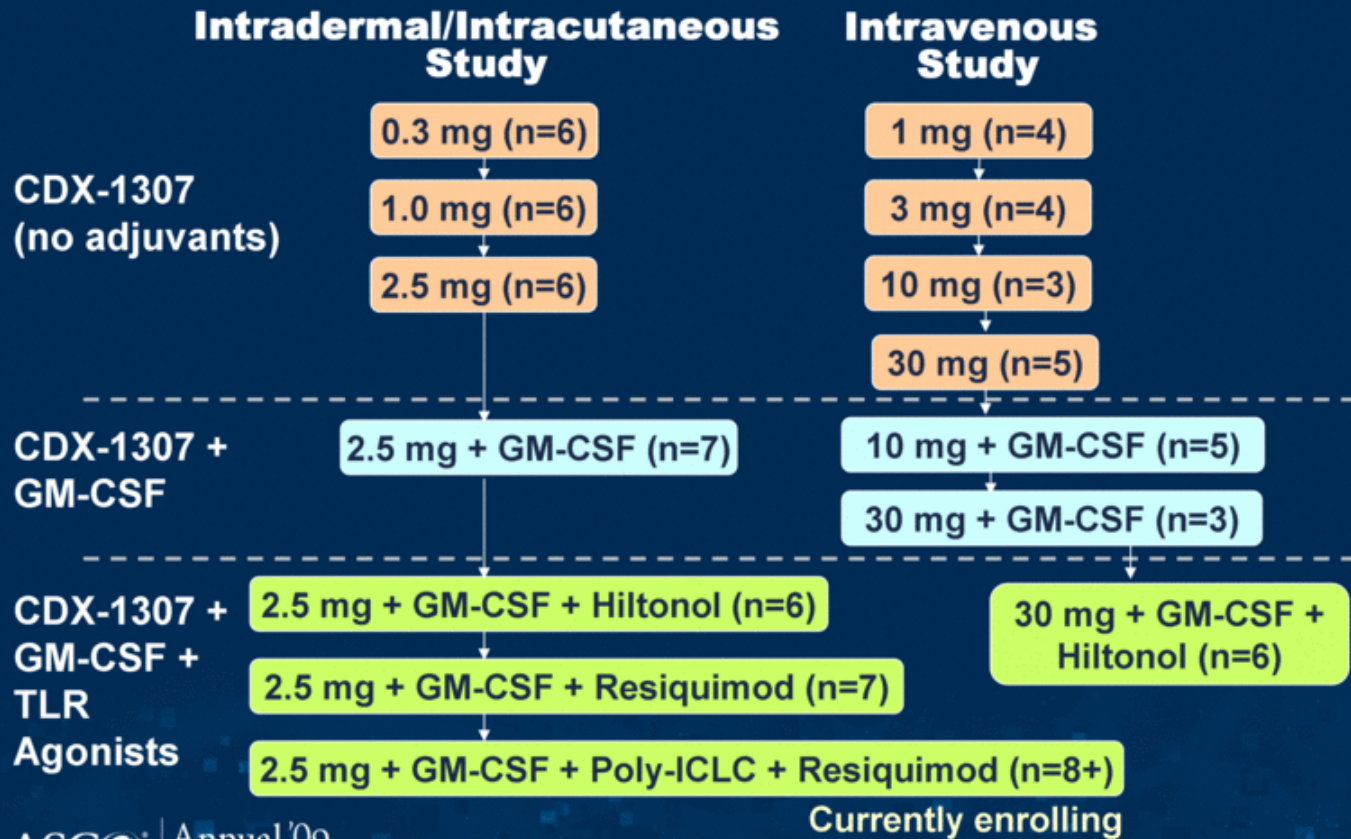 Intradermal/Intracutaneous
Study
Intravenous
Study
CDX-1307
(no adjuvants)
0.3 mg (n=6)
1.0 mg (n=6)
2.5 mg (n=6)
1 mg (n=4)
3 mg (n=4)
10 mg (n=3)
30 mg (n=5)
CDX-1307 +
GM-CSF
2.5 mg + GM-CSF (n=7)
10 mg + GM-CSF (n=5)
30 mg + GM-CSF (n=3)
CDX-1307 +
GM-CSF +
TLR
Agonists
2.5 mg + GM-CSF + Hiltonol (n=6)
2.5 mg + GM-CSF + Resiquimod (n=7)
2.5 mg + GM-CSF + Poly-ICLC + Resiquimod (n=8+)
30 mg + GM-CSF +
Hiltonol (n=6)
Currently enrolling
ASCO Annual '09